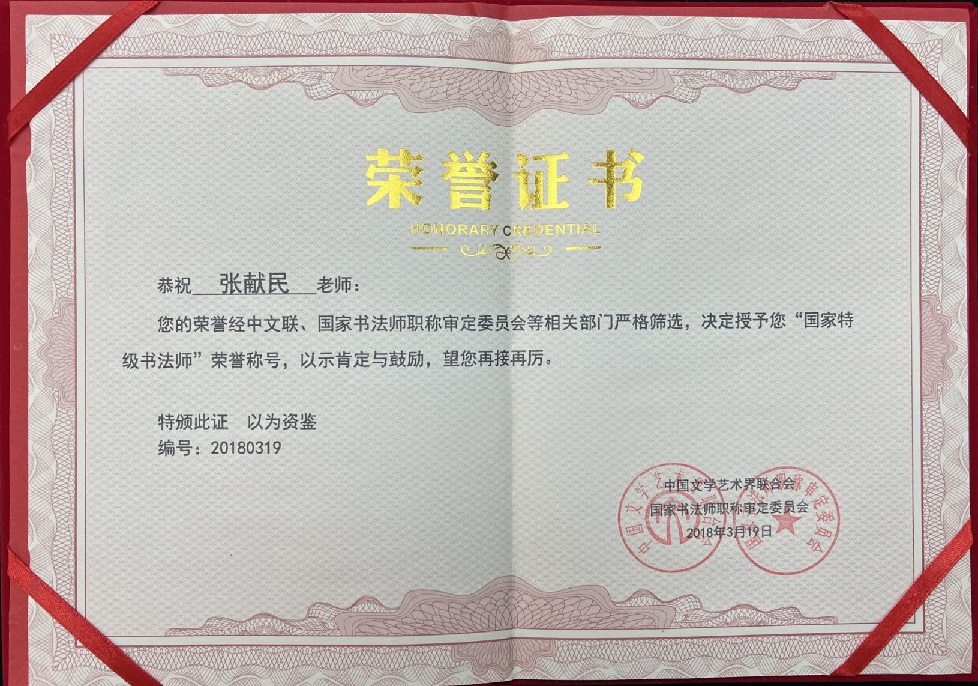 荣誉证书
HONORARY CREDENTIAL
恭祝 张献民 老师：
您的荣誉经中文联、国家书法师职称审定委员会等相关部门严格筛选，决定授予您“国家特
级书法师”荣誉称号，以示肯定与鼓励，望您再接再厉。
特颁此证 以为资鉴
编号：20180319
中国文学艺术界联合会
国家书法师职称审定委员会
2018年3月19日